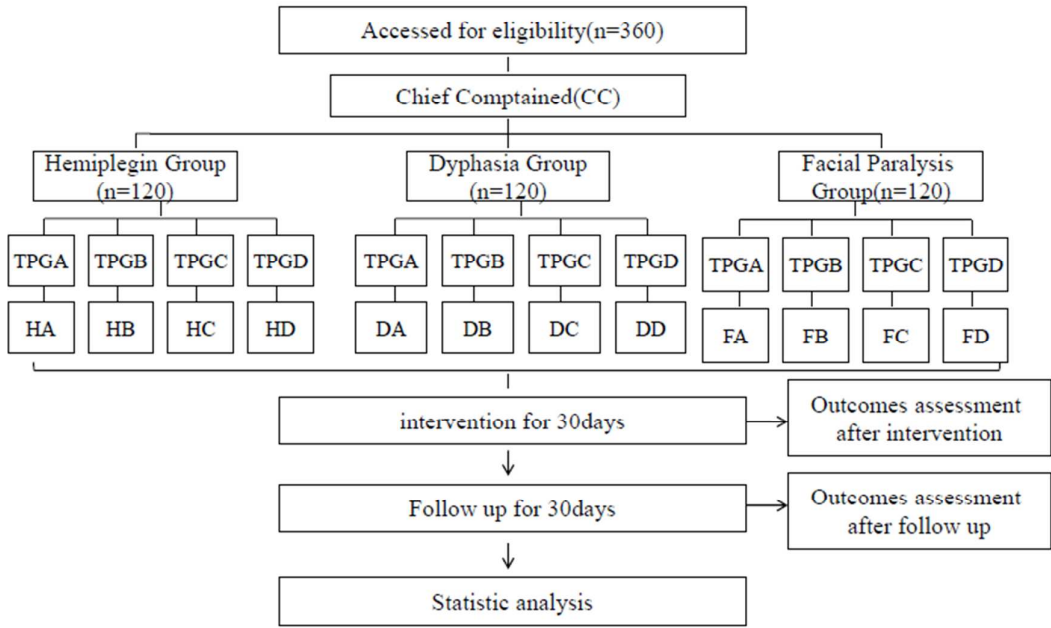 Accessed for eligibility(n=360)
Chief Comptained(CC)
Hemiplegin Group
(n=120)
Dyphasia Group
(n=120)
Facial Paralysis
Group(n=120)
TPGA TPGB TPGC TPGD TPGA TPGB TPGC TPGD TPGA TPGB TPGC TPGD
HA HB HC HD DA DB DC DD FA FB FC FD
intervention for 30days
Outcomes assessment
after intervention
Follow up for 30days
Outcomes assessment
after follow up
Statistic analysis